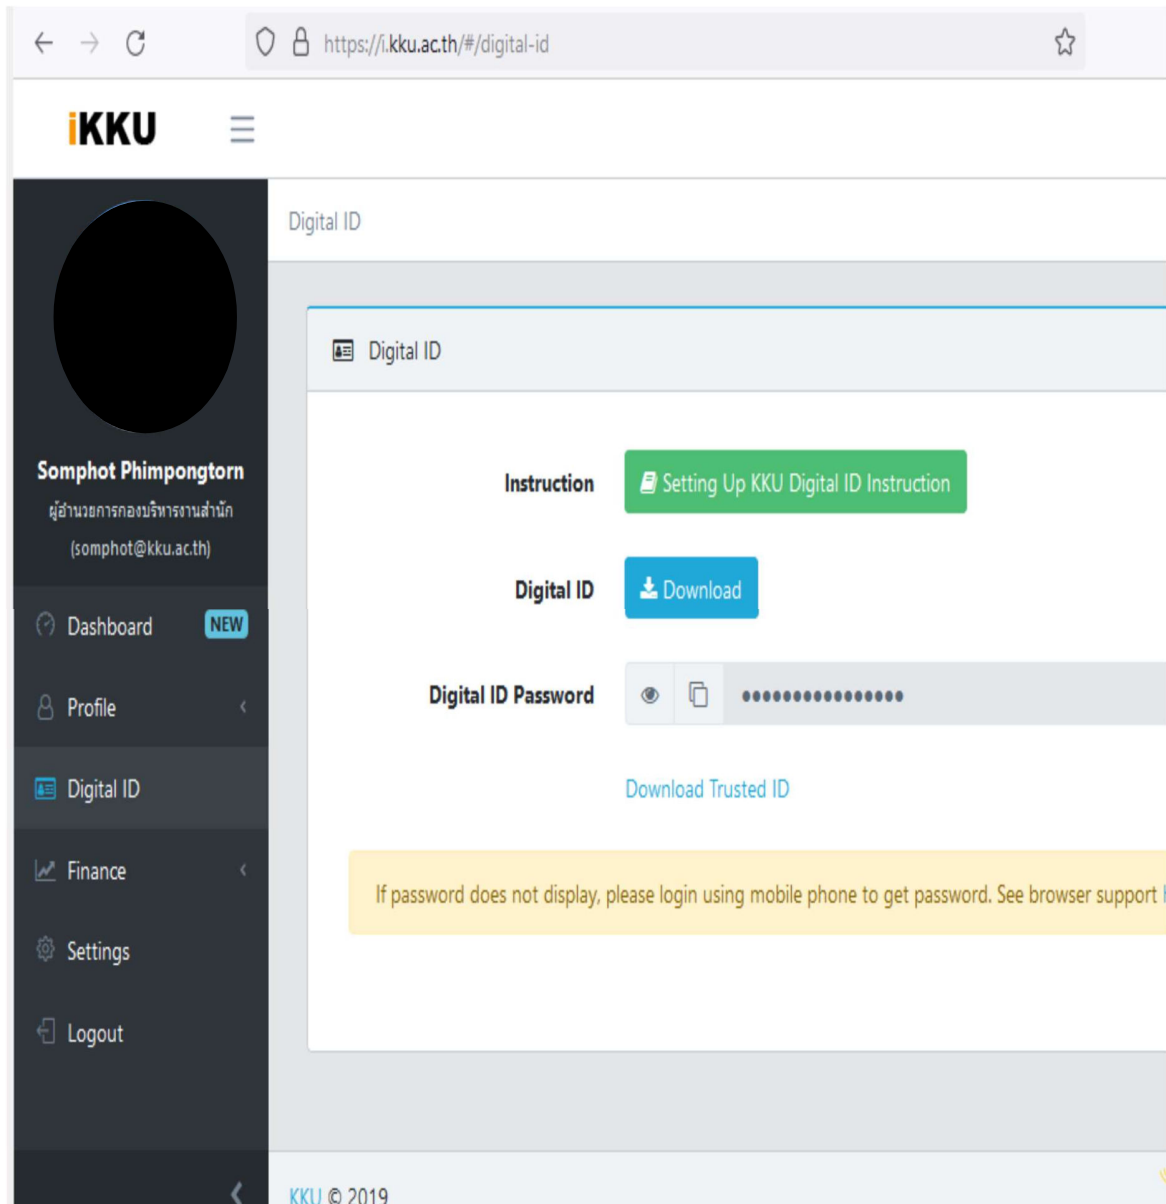 https://i.kku.ac.th/#/digital-id
iKKU
Digital ID
Digital ID
Somphot Phimpongtorn
ผู้อำนวยการกองบริหารงานสำนัก
(somphot@kku.ac.th)
Dashboard NEW
Profile
Digital ID
Finance
Settings
Logout
Instruction Setting Up KKU Digital ID Instruction
Digital ID Download
Digital ID Password ••••••••••••••••
Download Trusted ID
If password does not display, please login using mobile phone to get password. See browser support
KKU © 2019